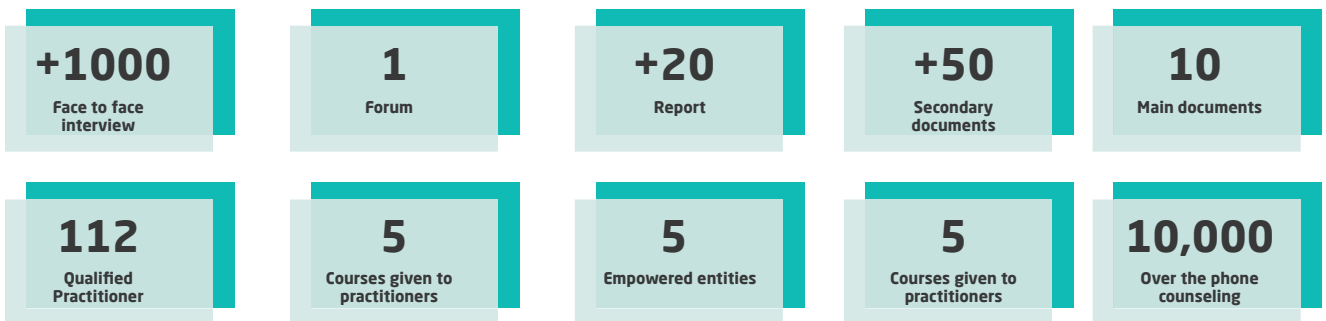 +1000
Face to face
interview
1
Forum
+20
Report
+50
Secondary
documents
10
Main documents
112
Qualified
Practitioner
5
Courses given to
practitioners
5
Empowered entities
5
Courses given to
practitioners
10,000
Over the phone
counseling